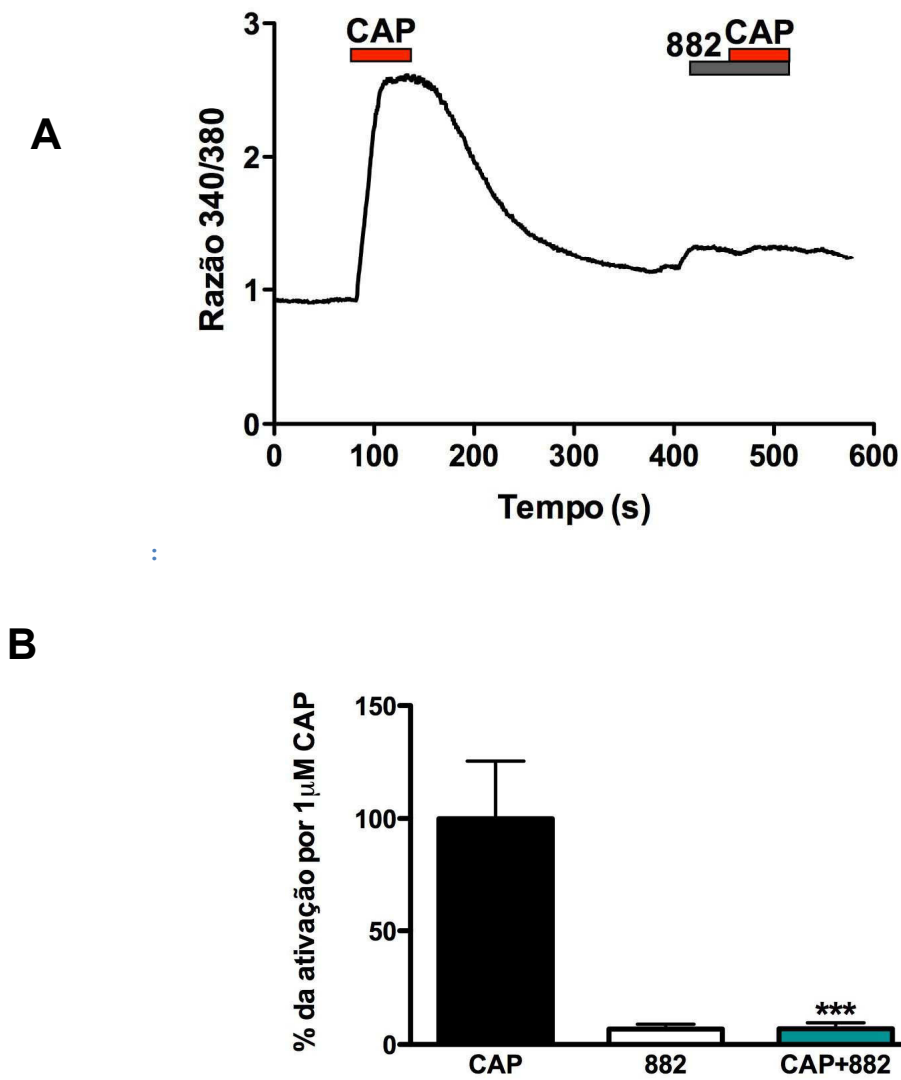 A
Razão 340/380
3
2
1
0
CAP
882
CAP
0 100 200 300 400 500 600
Tempo (s)
:
B
% da ativação por 1μM CAP
150
100
50
0
***
CAP 882 CAP+882